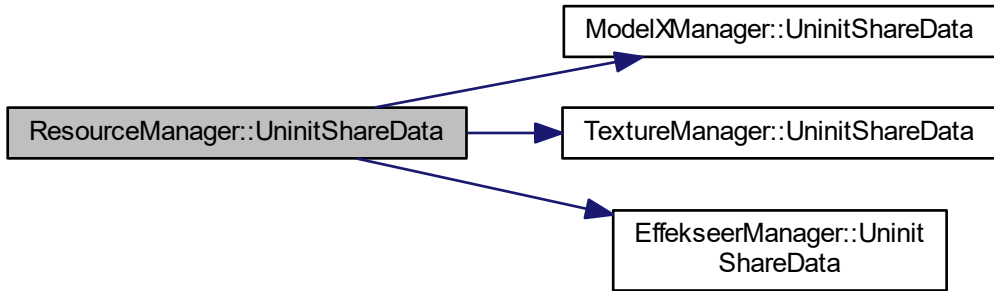 ModelXManager::UninitShareData
ResourceManager::UninitShareData
TextureManager::UninitShareData
EffekseerManager::Uninit
ShareData